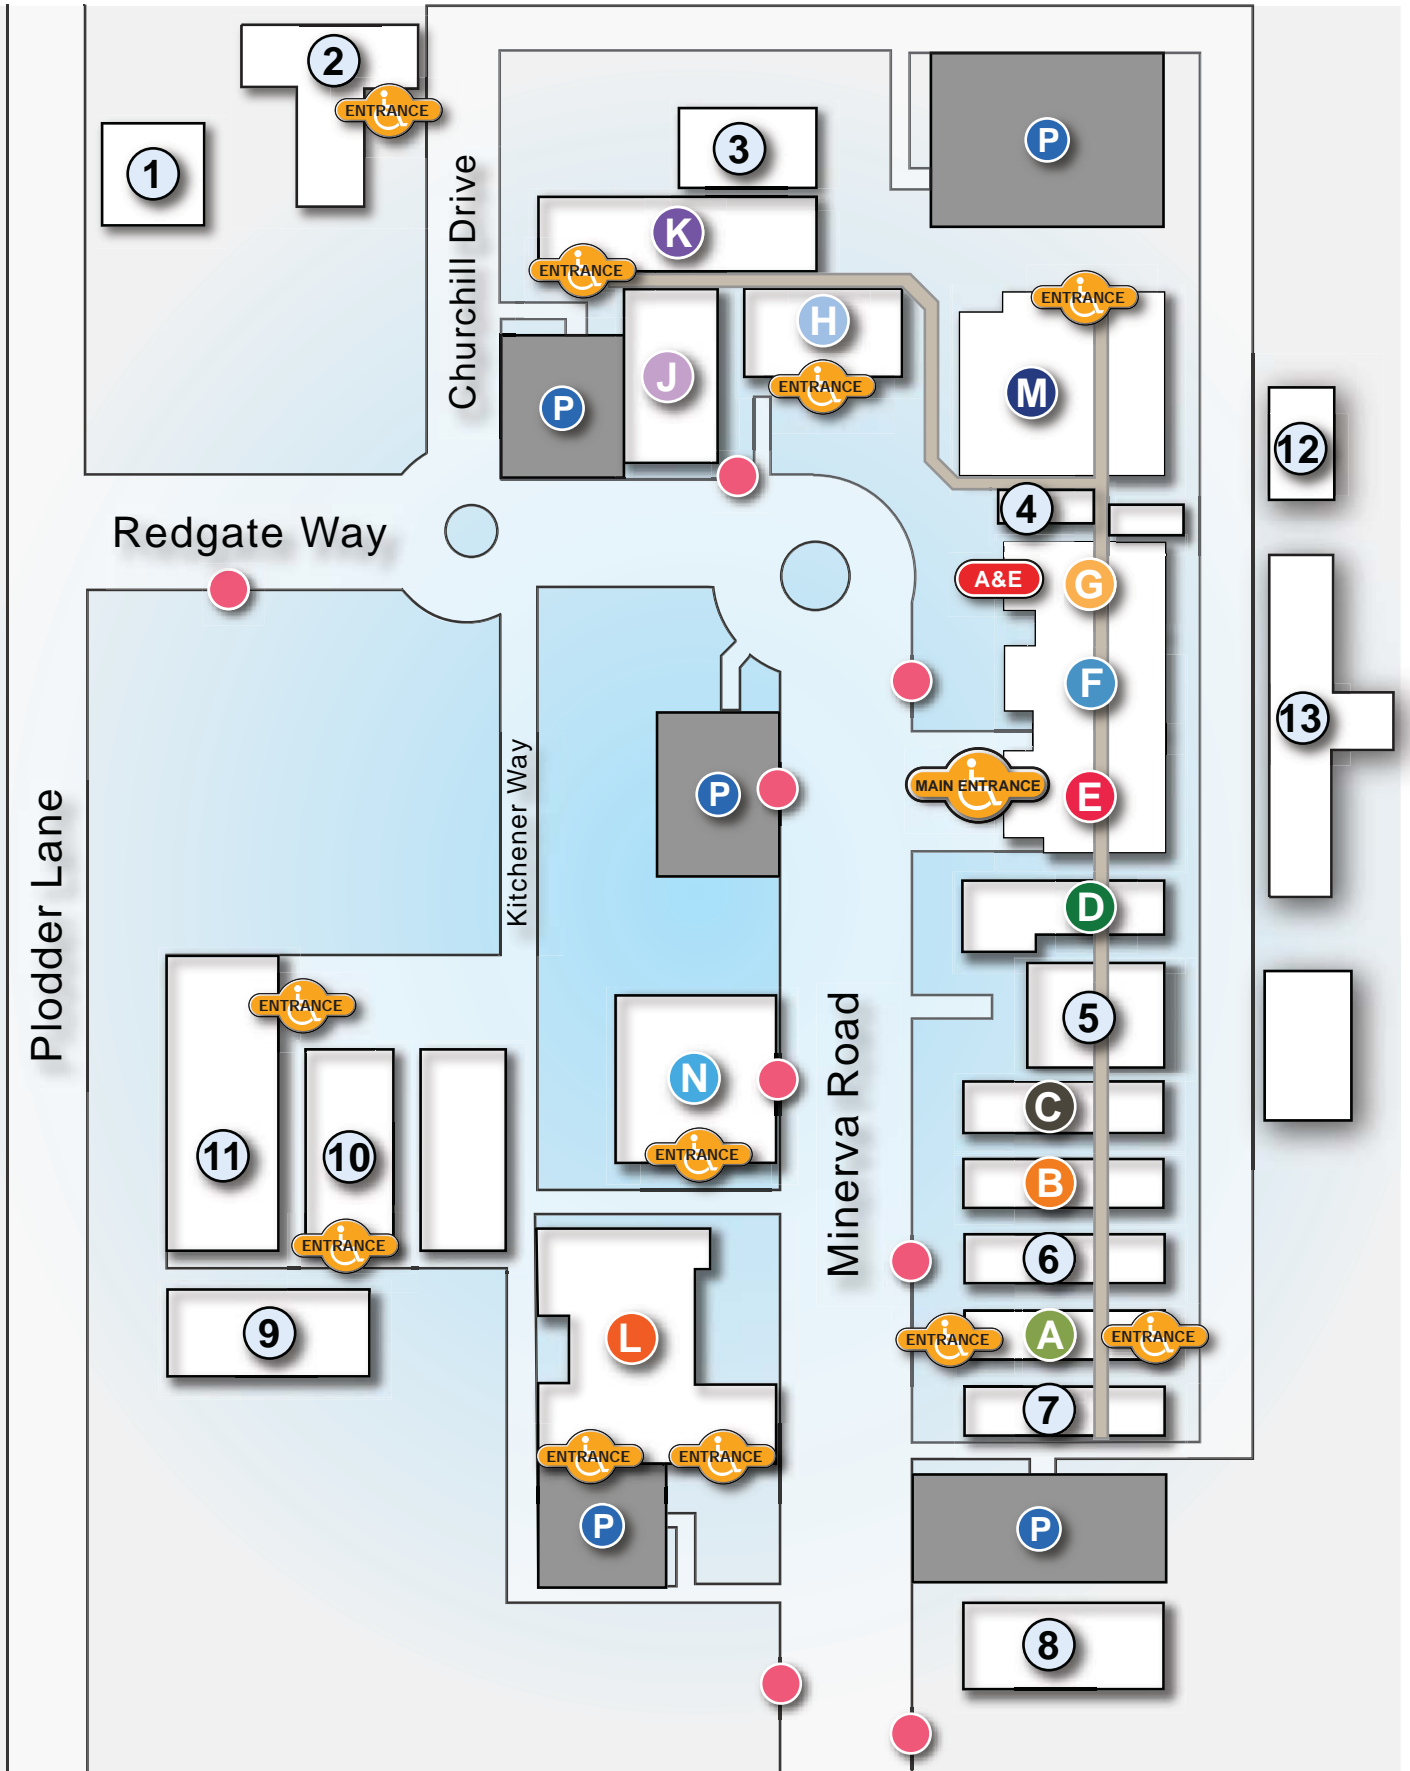 2
ENTRANCE
1
3
P
Churchill Drive
K
ENTRANCE
ENTRANCE
H
J
ENTRANCE
M
P
12
4
Redgate Way
A&E
G
F
13
Kitchener Way
P
MAIN ENTRANCE
E
Plodder Lane
D
ENTRANCE
5
Minerva Road
N
C
11
10
ENTRANCE
B
ENTRANCE
6
9
L
ENTRANCE
A
ENTRANCE
7
ENTRANCE
ENTRANCE
P
P
8